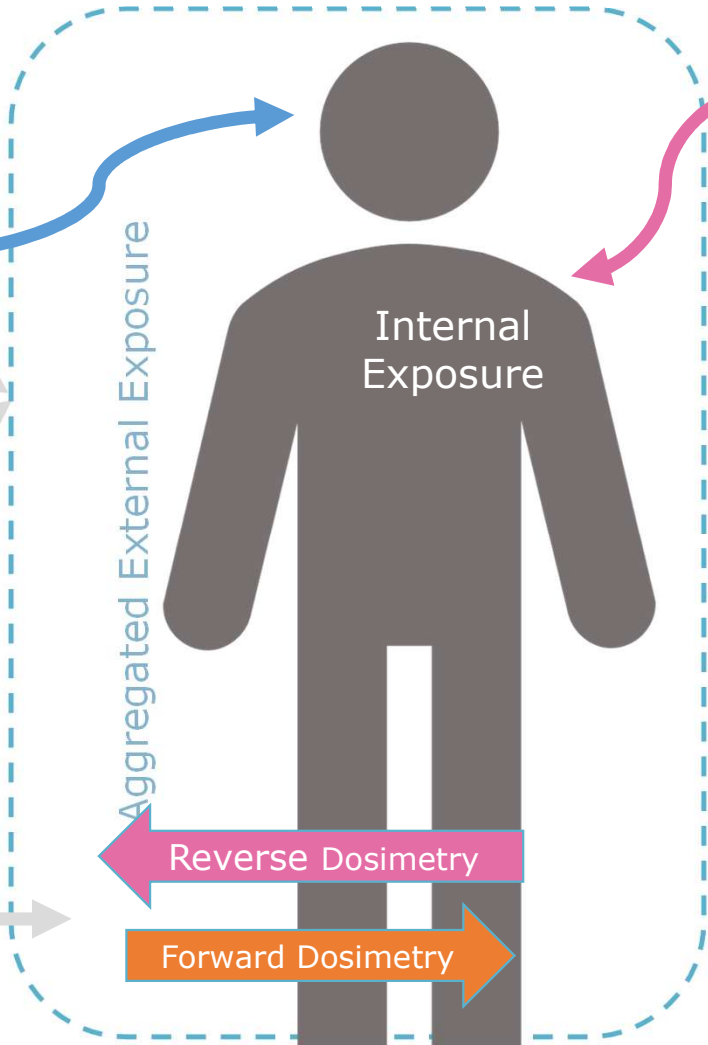 Aggregated External Exposure
Internal
Exposure
Reverse Dosimetry
Forward Dosimetry